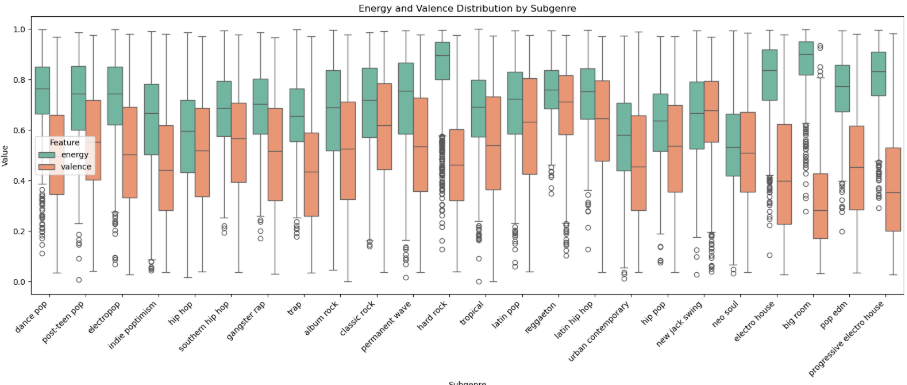 Energy and Valence Distribution by Subgenre
Value
1.0
0.8
0.6
0.4
0.2
0.0
Feature
energy
valence
dance pop
post-teen pop
electropop
indie poptimism
hip hop
southern hip hop
gangster rap
trap
album rock
classic rock
permanent wave
hard rock
tropical
latin pop
reggaeton
latin hip hop
urban contemporary
hip pop
new jack swing
neo soul
electro house
big room
pop edm
progressive electro house
Subgenre